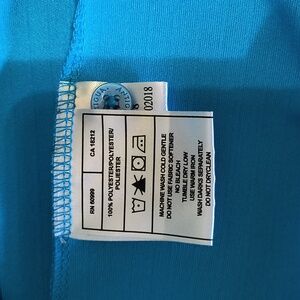 02018
RN 60999
CA 16212
100% POLYESTER/POLYESTER/
POLIESTER
MACHINE WASH COLD GENTLE
DO NOT USE FABRIC SOFTENER
NO BLEACH
TUMBLE DRY LOW
USE WARM IRON
WASH DARKS SEPARATELY
DO NOT DRYCLEAN